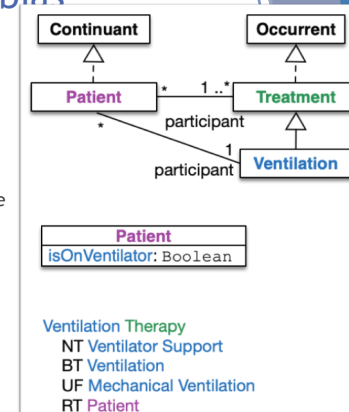 Continuant Occurrent
Patient * 1 ..* Treatment
participant
* 1
participant Ventilation
Patient
isOnVentilator: Boolean
Ventilation Therapy
NT Ventilator Support
BT Ventilation
UF Mechanical Ventilation
RT Patient